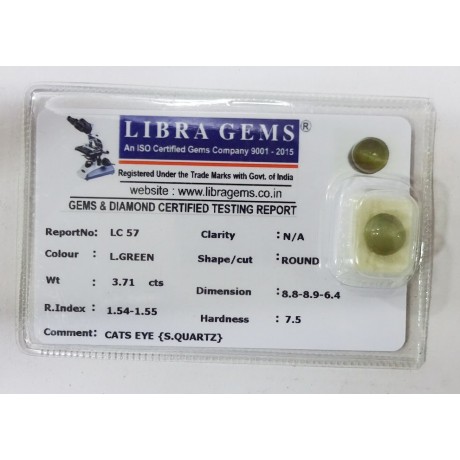 LIBRA GEMS ®
An ISO Certified Gems Company 9001 - 2015
Registered Under the Trade Marks with Govt. of India
website : www.libragems.co.in
GEMS & DIAMOND CERTIFIED TESTING REPORT
ReportNo: LC 57 Clarity : N/A
Colour : L.GREEN Shape/cut : ROUND
Wt : 3.71 cts Dimension : 8.8-8.9-6.4
R.Index : 1.54-1.55 Hardness : 7.5
Comment: CATS EYE {S.QUARTZ}